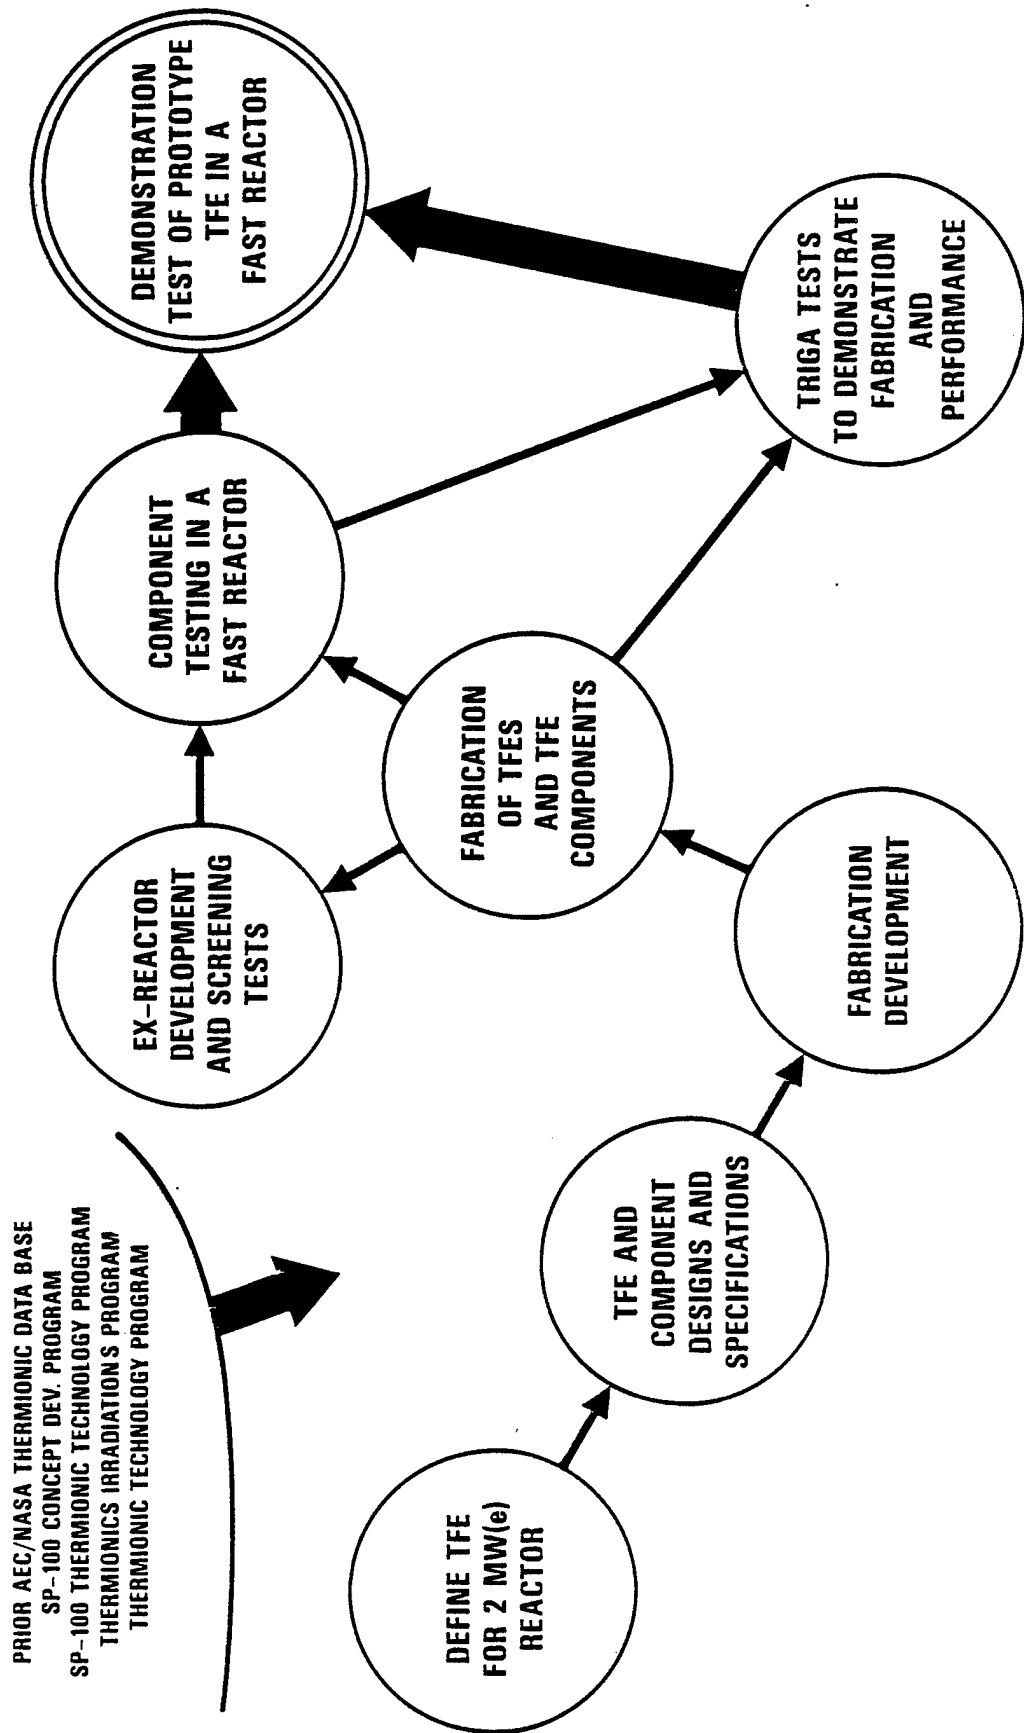 PRIOR AEC/NASA THERMIONIC DATA BASE
SP-100 CONCEPT DEV. PROGRAM
SP-100 THERMIONIC TECHNOLOGY PROGRAM
THERMIONICS IRRADIATIONS PROGRAM
THERMIONIC TECHNOLOGY PROGRAM
DEFINE TFE
FOR 2 MW(e)
REACTOR
TFE AND
COMPONENT
DESIGNS AND
SPECIFICATIONS
FABRICATION
DEVELOPMENT
FABRICATION
OF TFES
AND TFE
COMPONENTS
EX-REACTOR
DEVELOPMENT
AND SCREENING
TESTS
COMPONENT
TESTING IN A
FAST REACTOR
TRIGA TESTS
TO DEMONSTRATE
FABRICATION
AND
PERFORMANCE
DEMONSTRATION
TEST OF PROTOTYPE
TFE IN A
FAST REACTOR